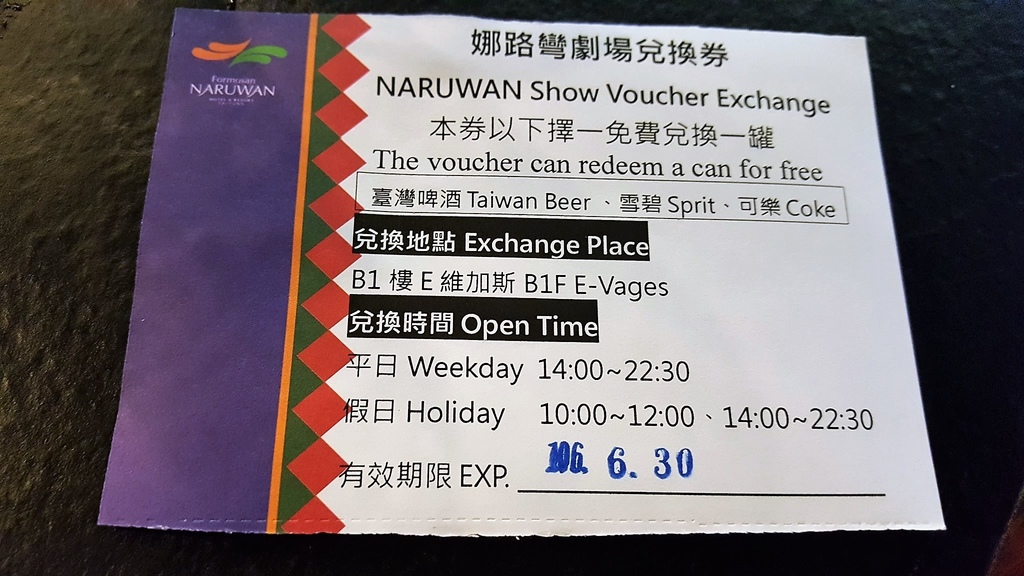 Formosan
NARUWAN
娜路彎劇場兌換券
NARUWAN Show Voucher Exchange
本券以下擇一免費兌換一罐
The voucher can redeem a can for free
臺灣啤酒 Taiwan Beer 、雪碧 Sprit、可樂 Coke
兌換地點 Exchange Place
B1 樓 E 維加斯 B1F E-Vages
兌換時間 Open Time
平日 Weekday 14:00~22:30
假日 Holiday 10:00~12:00、14:00~22:30
有效期限 EXP. 106. 6. 30